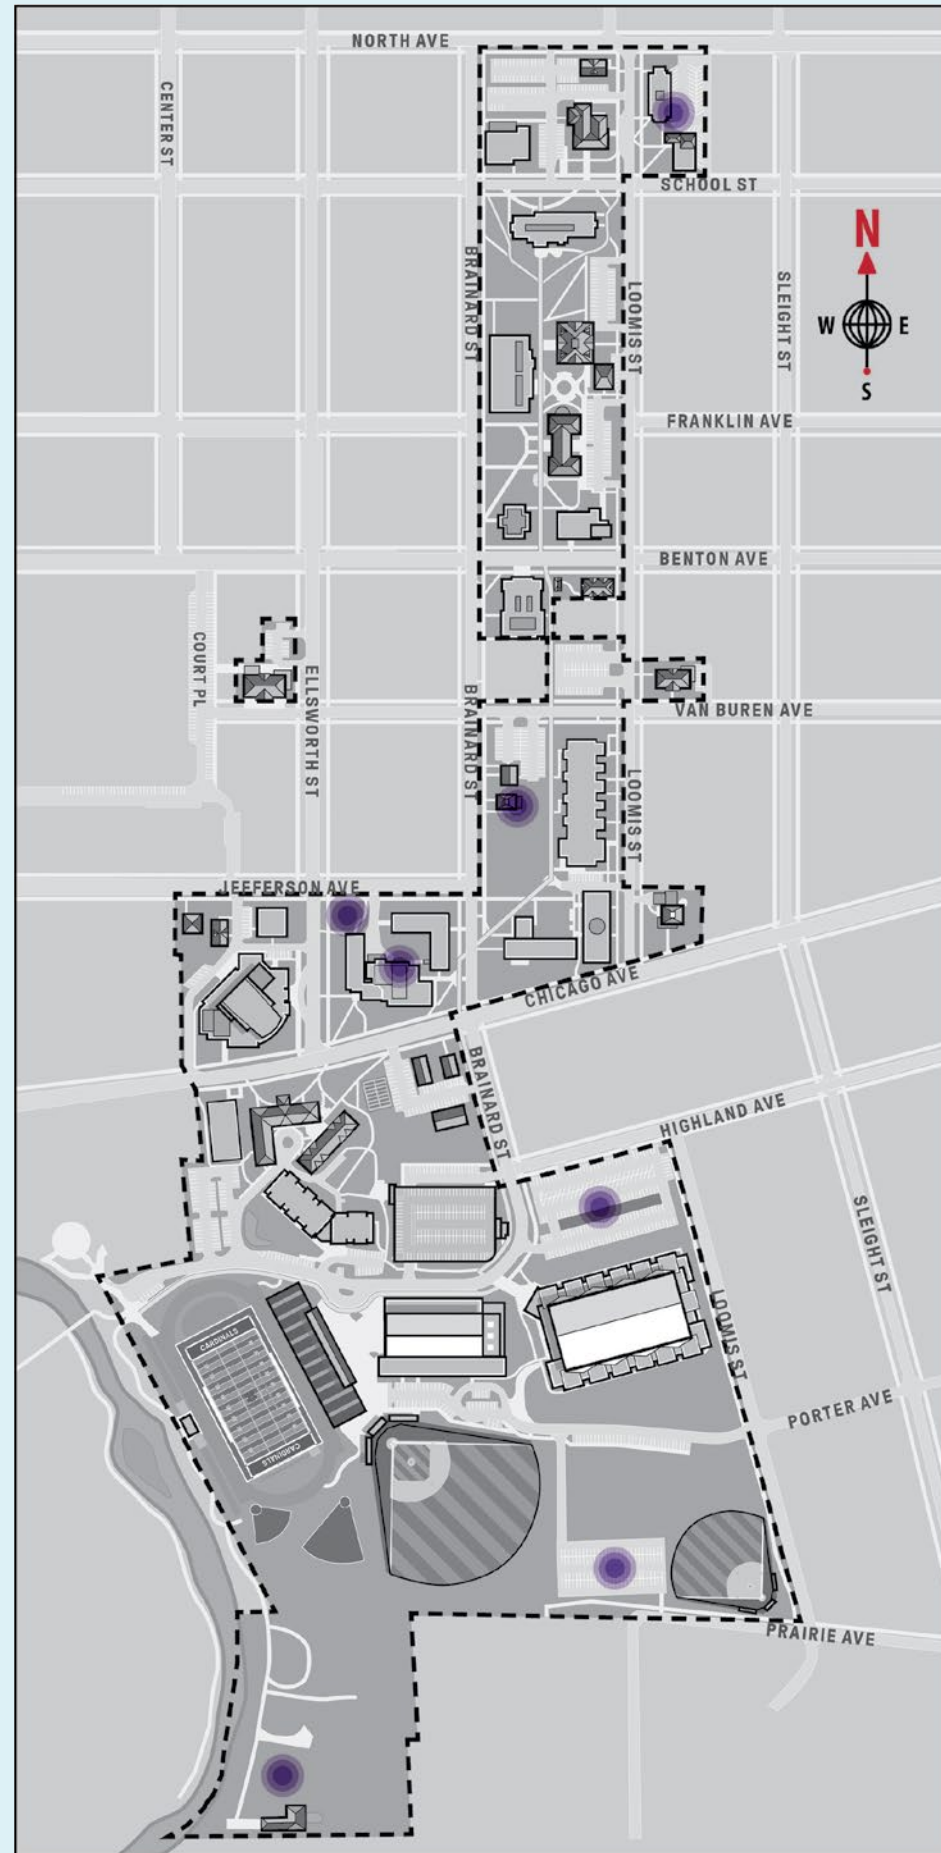 NORTH AVE
CENTER ST
SCHOOL ST
N
W E
S
BRAINARD ST
LOOMIS ST
SLEIGHT ST
FRANKLIN AVE
BENTON AVE
COURT PL
ELLSWORTH ST
BRAINARD ST
VAN BUREN AVE
LOOMIS ST
JEFFERSON AVE
CHICAGO AVE
BRAINARD ST
HIGHLAND AVE
SLEIGHT ST
LOOMIS ST
CARDINALS
PORTER AVE
CARDINALS
PRAIRIE AVE